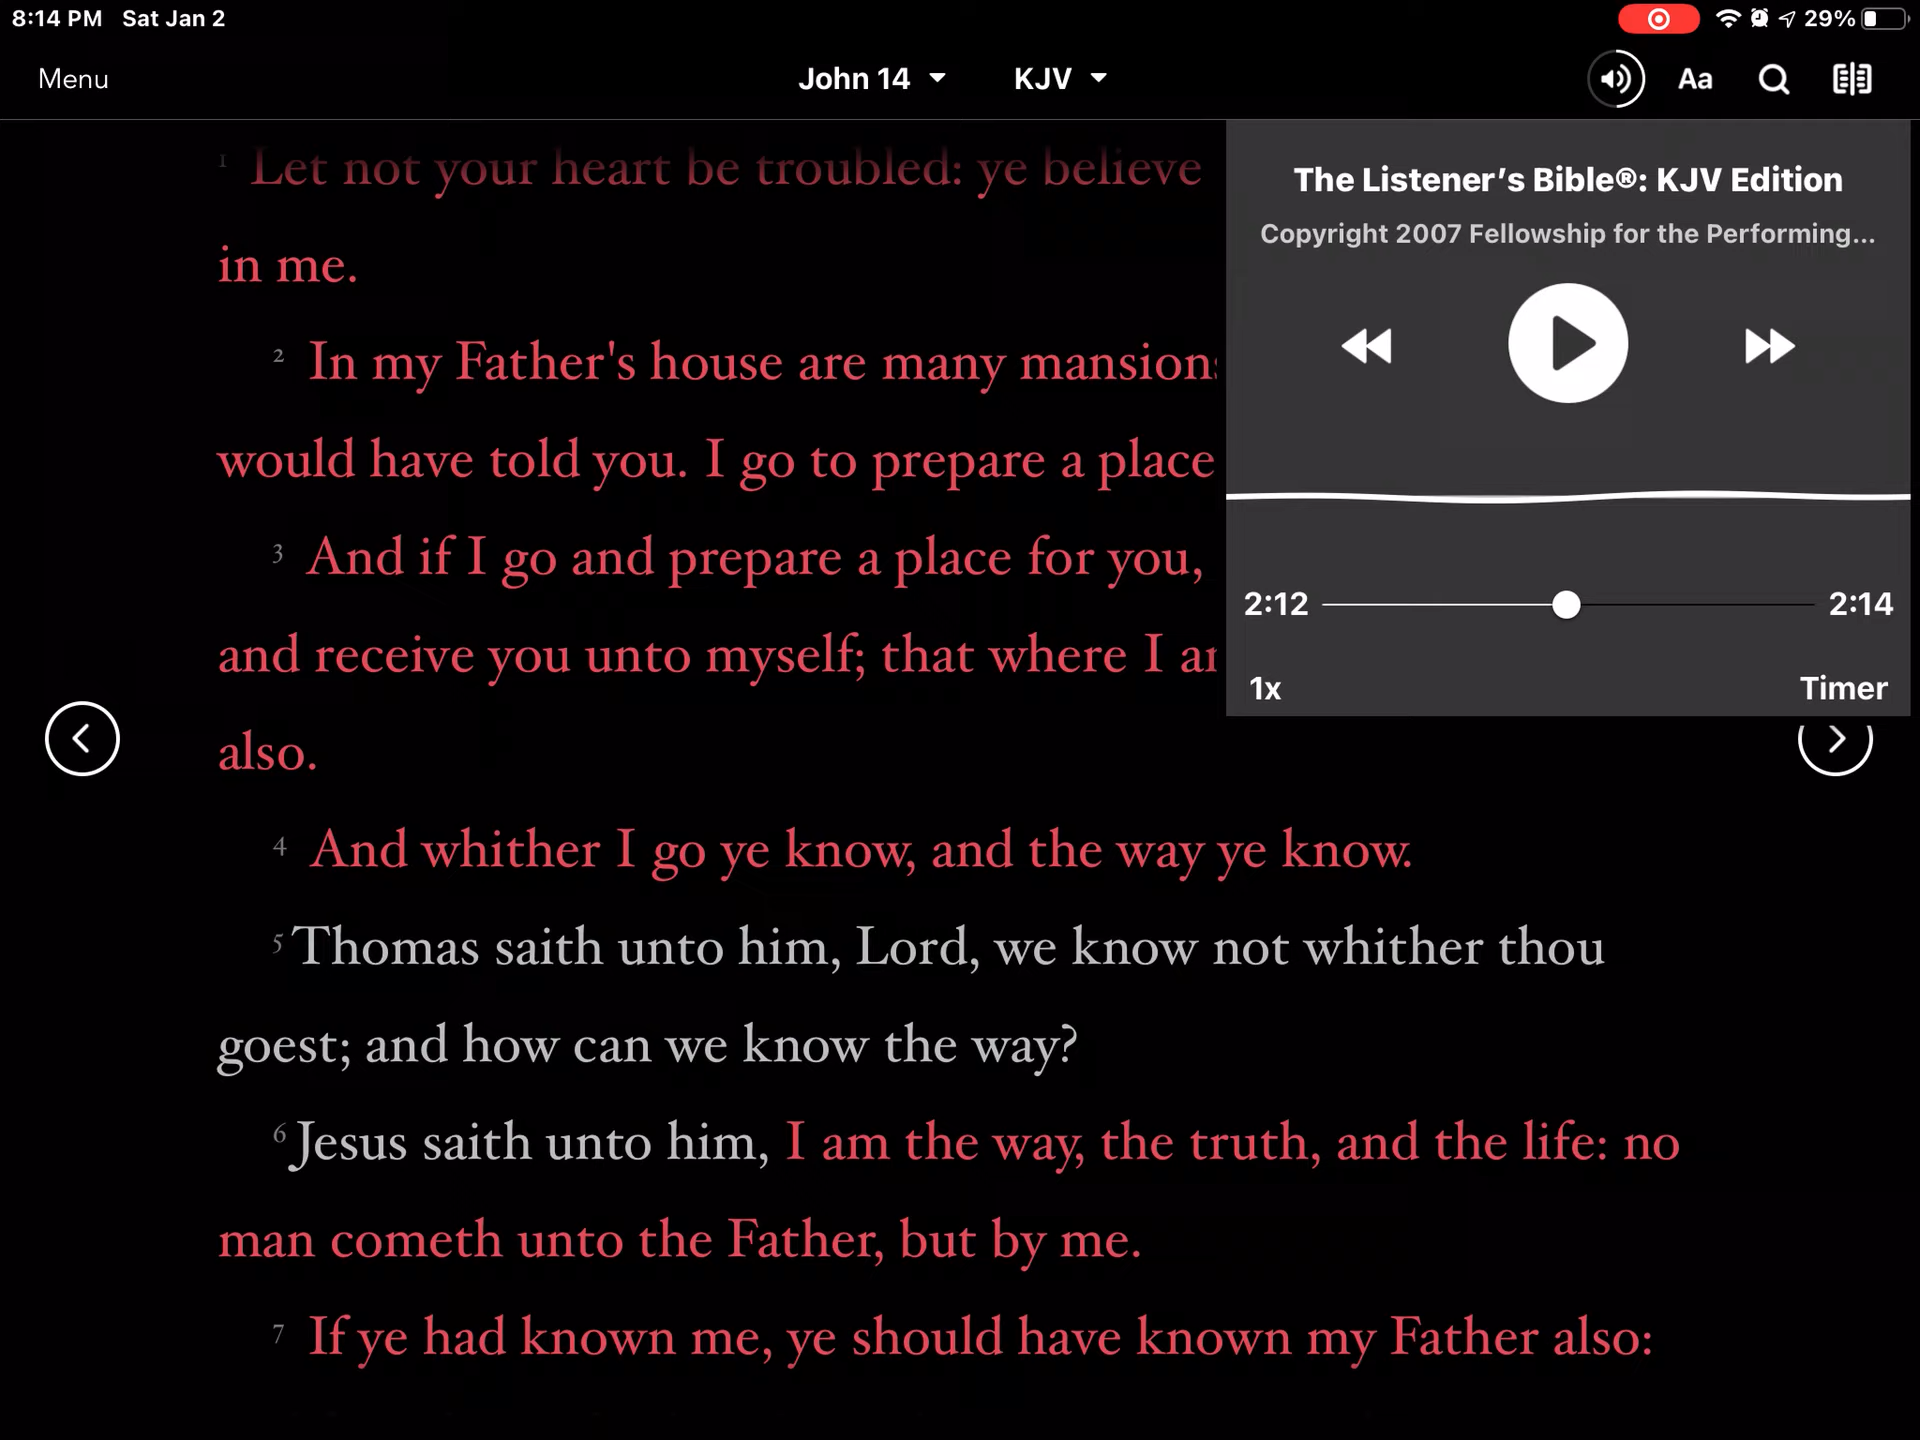 8:14 PM Sat Jan 2
29%
Menu
John 14
KJV
Aa
1 Let not your heart be troubled: ye believe
in me.
2 In my Father's house are many mansions
would have told you. I go to prepare a place
3 And if I go and prepare a place for you,
and receive you unto myself; that where I
also.
4 And whither I go ye know, and the way ye know.
5 Thomas saith unto him, Lord, we know not whither thou
goest; and how can we know the way?
6 Jesus saith unto him, I am the way, the truth, and the life: no
man cometh unto the Father, but by me.
7 If ye had known me, ye should have known my Father also:
The Listener's Bible®: KJV Edition
Copyright 2007 Fellowship for the Performing...
2:12
2:14
1x
Timer